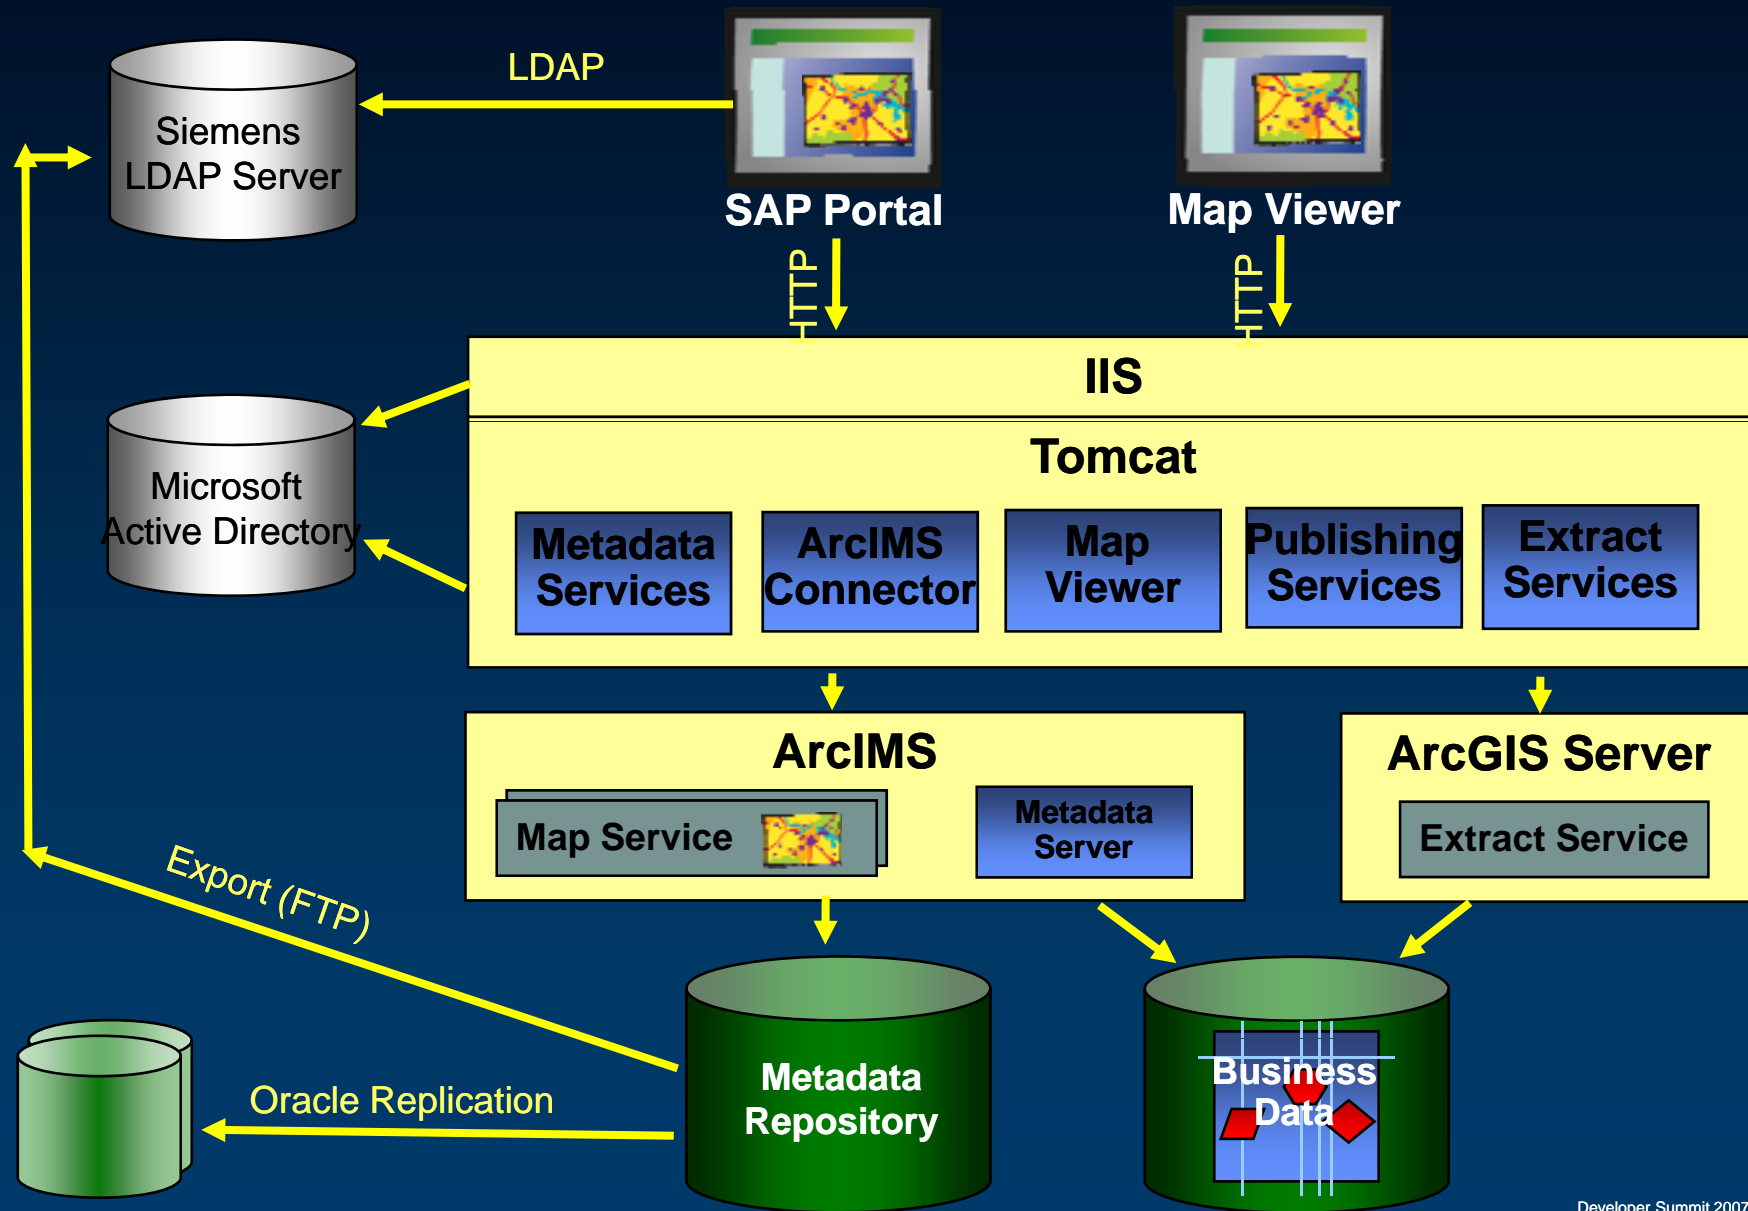 LDAP
Siemens
LDAP Server
SAP Portal
Map Viewer
HTTP
HTTP
IIS
Tomcat
Microsoft
Active Directory
Metadata
Services
ArcIMS
Connector
Map
Viewer
Publishing
Services
Extract
Services
ArcIMS
Map Service
Metadata
Server
ArcGIS Server
Extract Service
Export (FTP)
Oracle Replication
Metadata
Repository
Business
Data
Developer Summit 2007